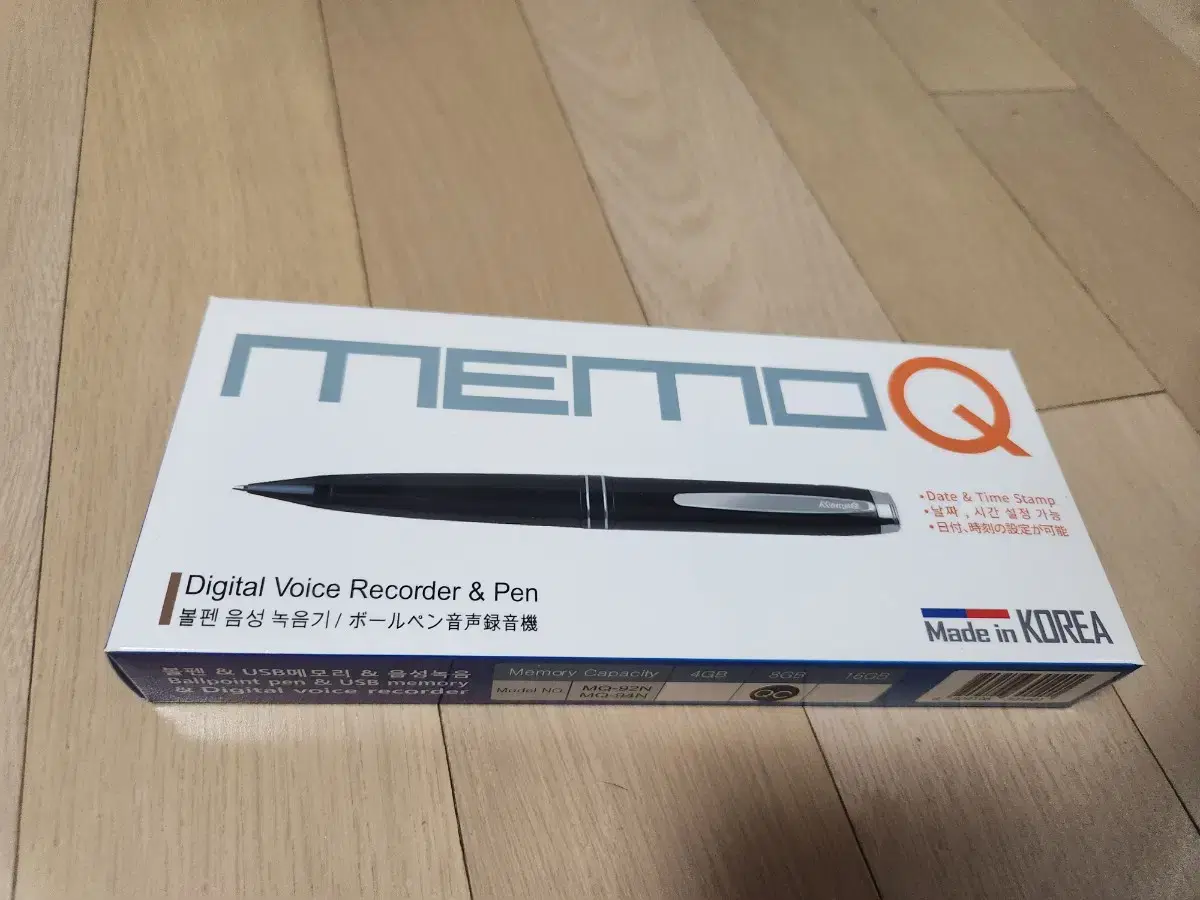 MEMOQ
•Date & Time Stamp
•날짜 , 시간 설정 가능
•日付、時刻の設定が可能
Digital Voice Recorder & Pen
볼펜 음성 녹음기 / ボールペン音声録音機
Made in KOREA
볼펜 & USB메모리 & 음성녹음
Ballpoint pen & USB memory
& Digital voice recorder
Memory Capacity 4GB 8GB 16GB
Model NO. MQ-92N
MQ-94N